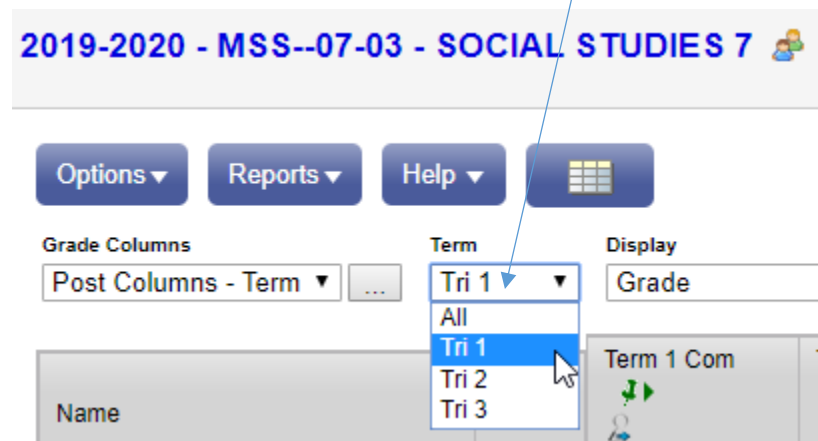 2019-2020 - MSS--07-03 - SOCIAL STUDIES 7
Options Reports Help
Grade Columns Term Display
Post Columns - Term ... Tri 1 Grade
All
Tri 1
Tri 2
Tri 3
Term 1 Com
Name